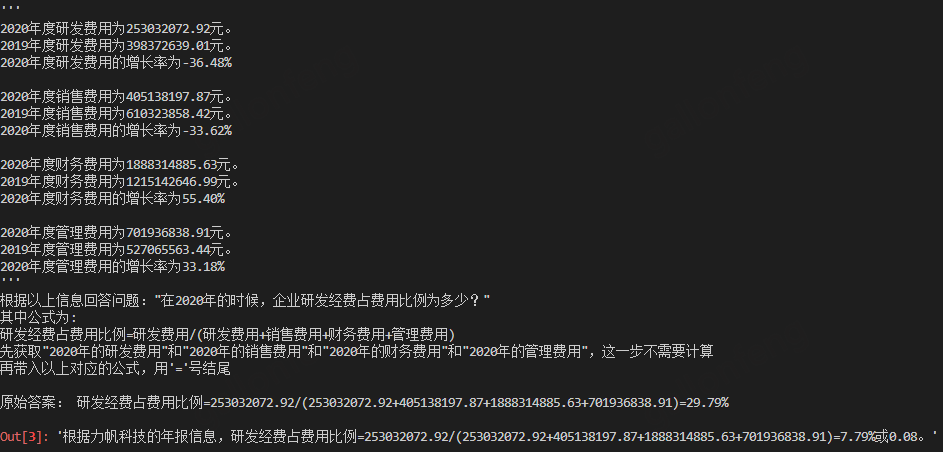 '''
2020年度研发费用为253032072.92元。
2019年度研发费用为398372639.01元。
2020年度研发费用的增长率为-36.48%
2020年度销售费用为405138197.87元。
2019年度销售费用为610323858.42元。
2020年度销售费用的增长率为-33.62%
2020年度财务费用为1888314885.63元。
2019年度财务费用为1215142646.99元。
2020年度财务费用的增长率为55.40%
2020年度管理费用为701936838.91元。
2019年度管理费用为527065563.44元。
2020年度管理费用的增长率为33.18%
'''
根据以上信息回答问题："在2020年的时候，企业研发经费占费用比例为多少？"
其中公式为：
研发经费占费用比例=研发费用/(研发费用+销售费用+财务费用+管理费用)
先获取"2020年的研发费用"和"2020年的销售费用"和"2020年的财务费用"和"2020年的管理费用"，这一步不需要计算
再带入以上对应的公式，用'='号结尾
原始答案： 研发经费占费用比例=253032072.92/(253032072.92+405138197.87+1888314885.63+701936838.91)=29.79%
Out[3]: '根据力帆科技的年报信息，研发经费占费用比例=253032072.92/(253032072.92+405138197.87+1888314885.63+701936838.91)=7.79%或0.08。'